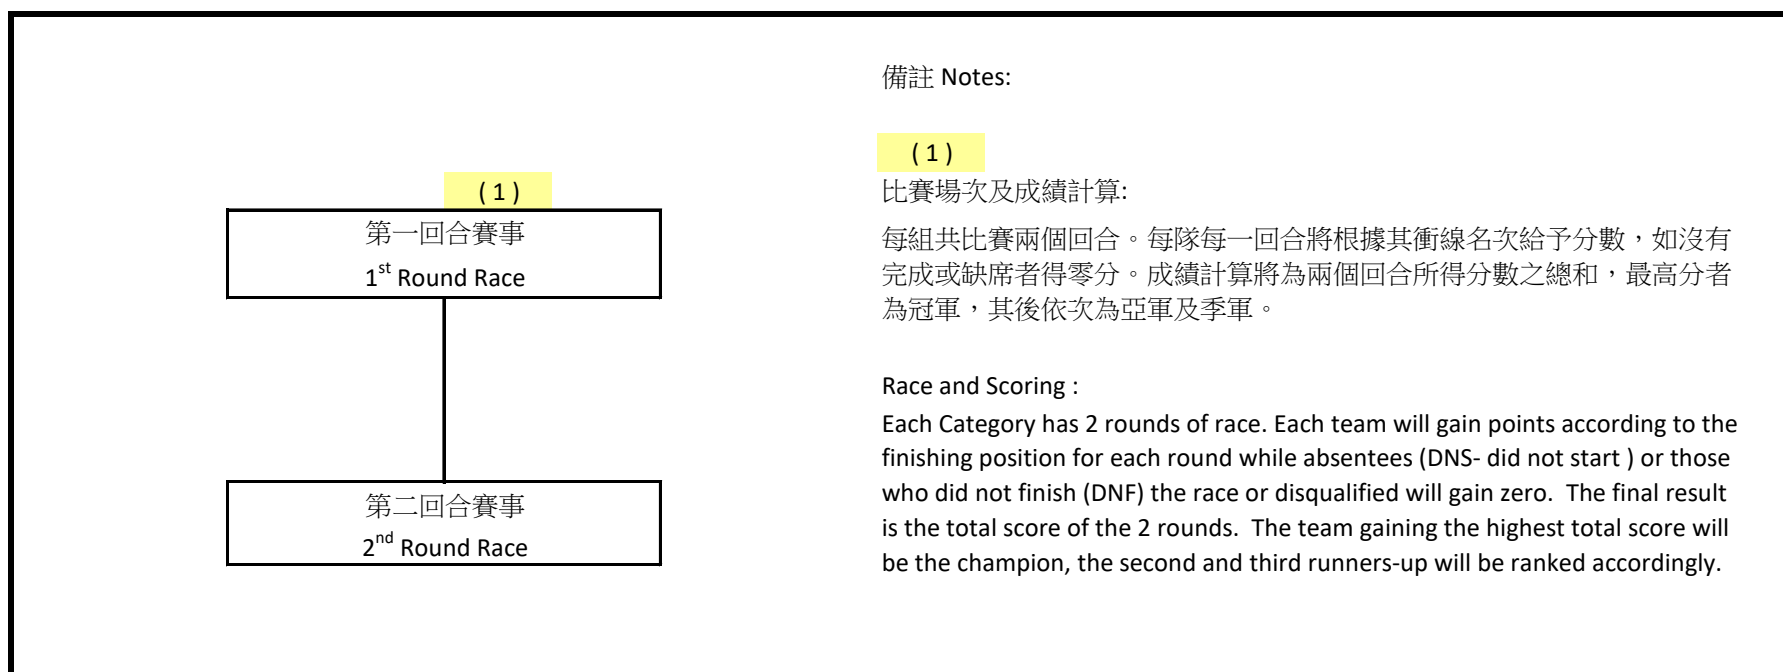 ( 1 )
第一回合賽事
1st Round Race
第二回合賽事
2nd Round Race
備註 Notes:
( 1 )
比賽場次及成績計算:
每組共比賽兩個回合。每隊每一回合將根據其衝線名次給予分數，如沒有
完成或缺席者得零分。成績計算將為兩個回合所得分數之總和，最高分者
為冠軍，其後依次為亞軍及季軍。
Race and Scoring :
Each Category has 2 rounds of race. Each team will gain points according to the
finishing position for each round while absentees (DNS- did not start ) or those
who did not finish (DNF) the race or disqualified will gain zero.  The final result
is the total score of the 2 rounds.  The team gaining the highest total score will
be the champion, the second and third runners-up will be ranked accordingly.